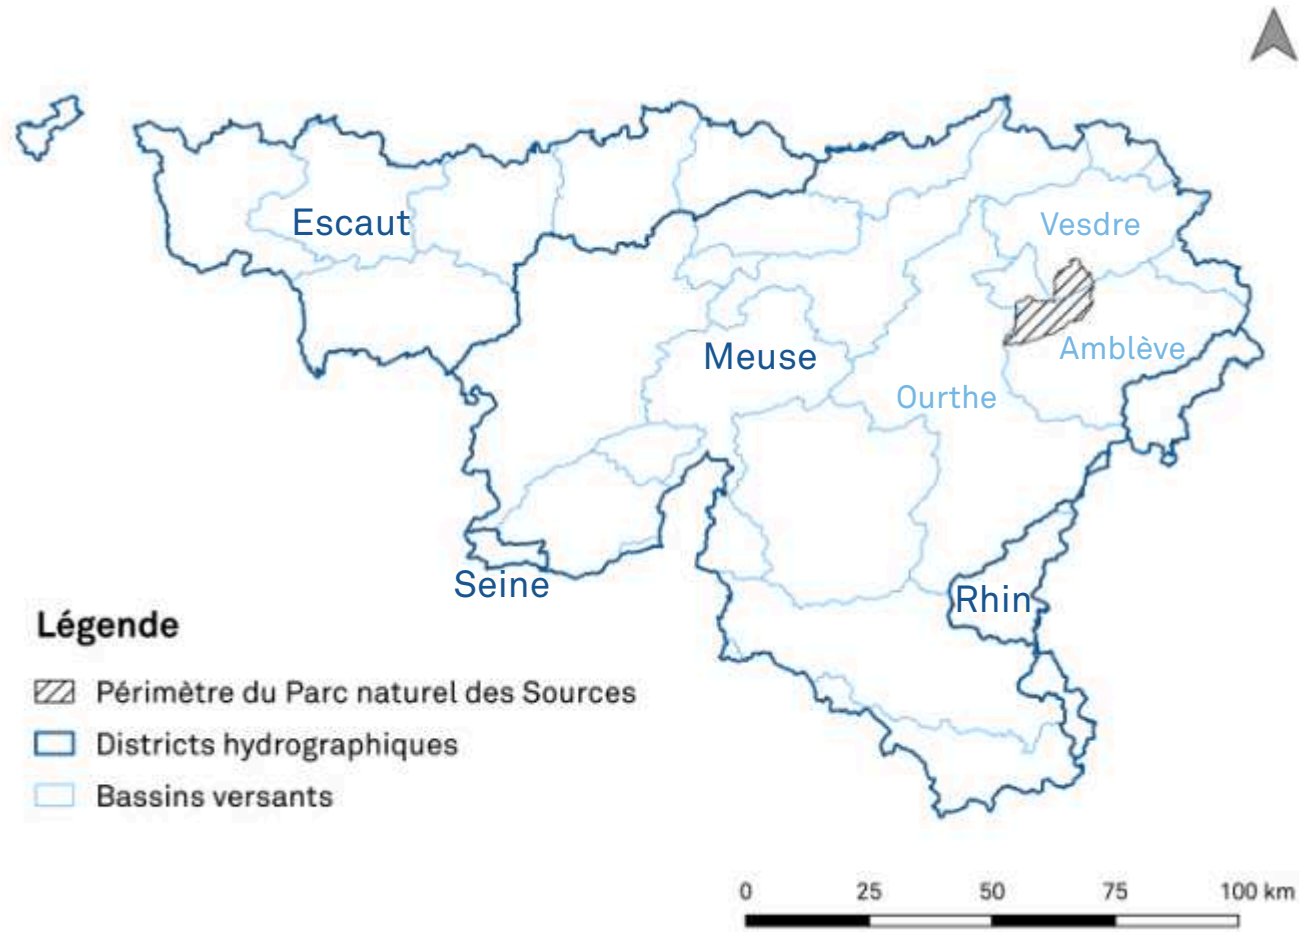 Escaut
Vesdre
Meuse
Amblève
Ourthe
Seine
Rhin
Légende
Périmètre du Parc naturel des Sources
Districts hydrographiques
Bassins versants
0 25 50 75 100 km